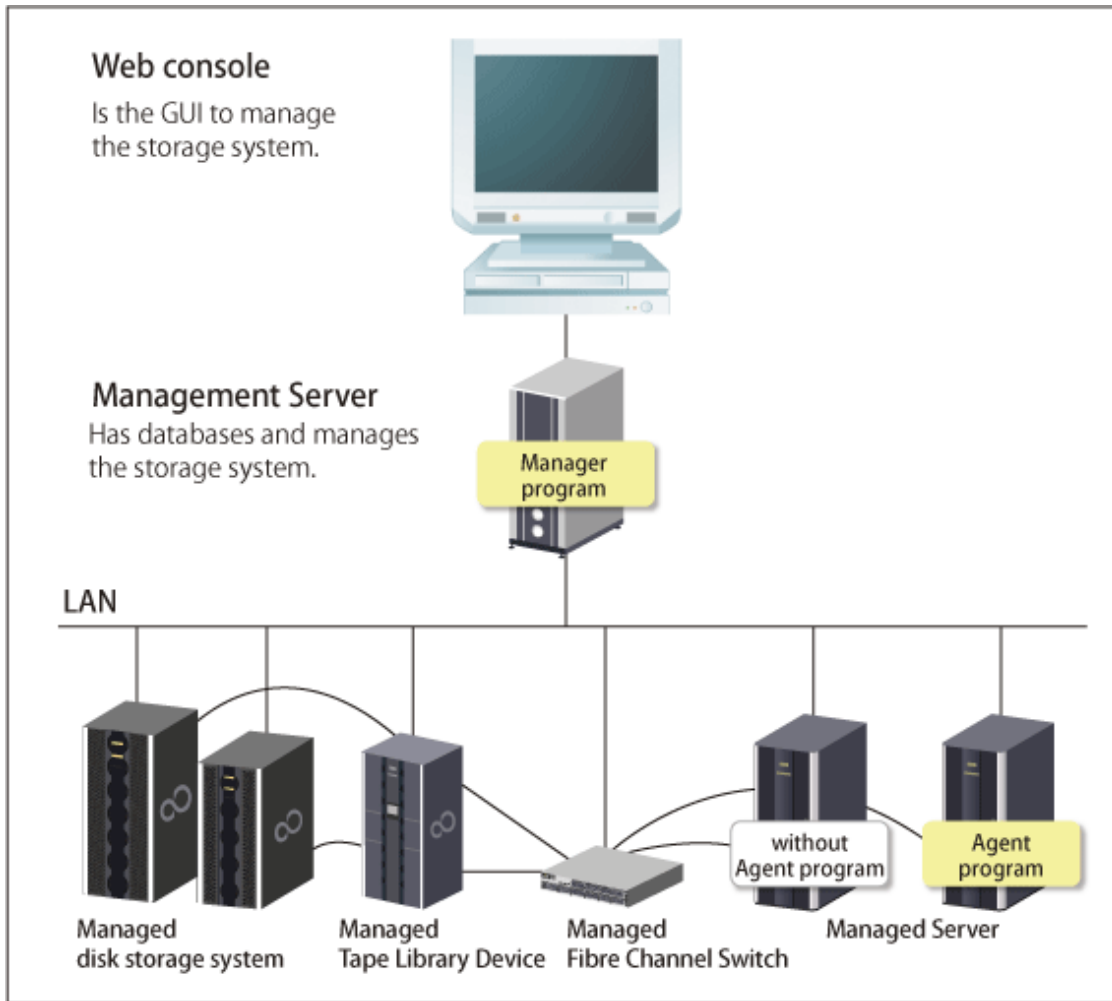 Web console
Is the GUI to manage
the storage system.
Management Server
Has databases and manages
the storage system.
Manager
program
LAN
without
Agent program
Agent
program
Managed
disk storage system
Managed
Tape Library Device
Managed
Fibre Channel Switch
Managed Server